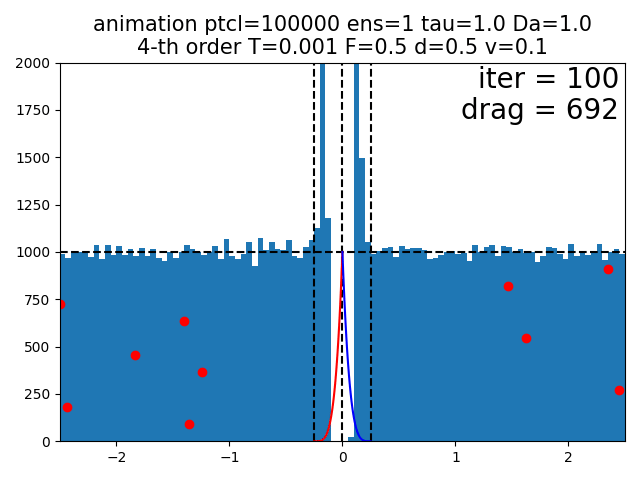 animation ptcl=100000 ens=1 tau=1.0 Da=1.0
4-th order T=0.001 F=0.5 d=0.5 v=0.1
iter = 100
drag = 692
2000
1750
1500
1250
1000
750
500
250
0
−2 −1 0 1 2